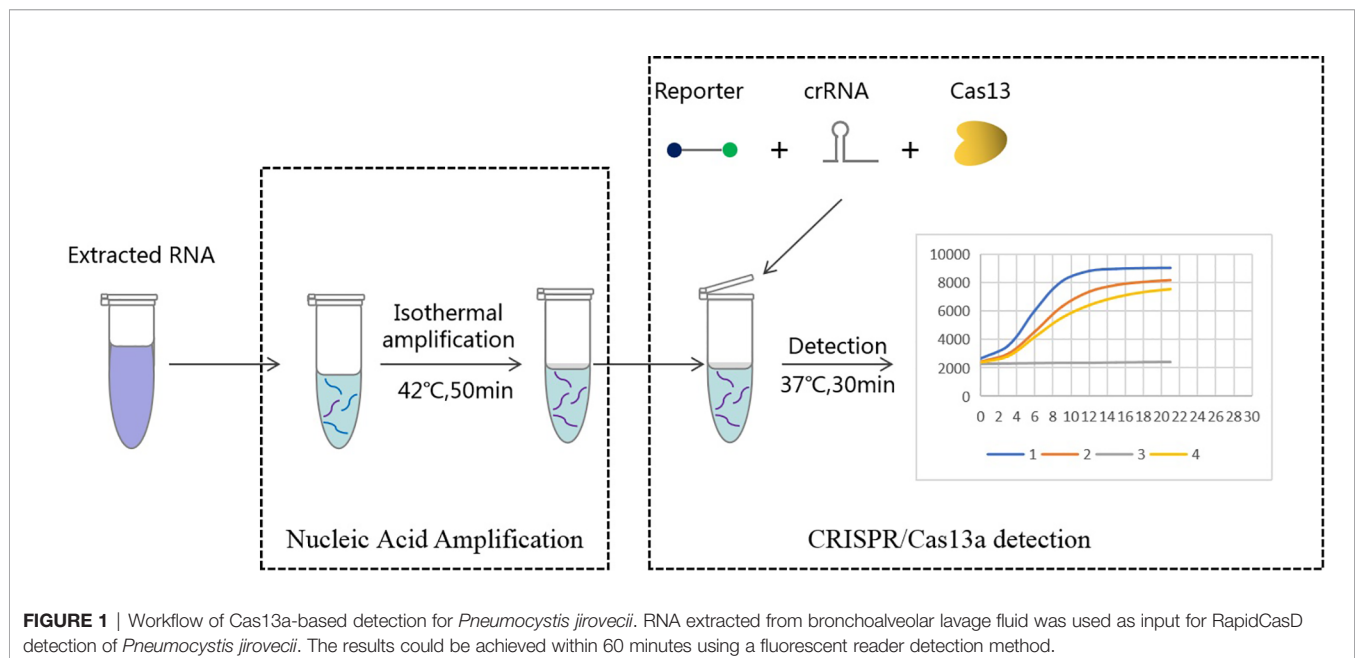 Reporter crRNA Cas13
+ +
Extracted RNA
Isothermal
amplification
42℃,50min
Detection
37℃,30min
10000
8000
6000
4000
2000
0
0 2 4 6 8 10 12 14 16 18 20 22 24 26 28 30
1 2 3 4
Nucleic Acid Amplification
CRISPR/Cas13a detection
FIGURE 1 | Workflow of Cas13a-based detection for Pneumocystis jirovecii. RNA extracted from bronchoalveolar lavage fluid was used as input for RapidCasD
detection of Pneumocystis jirovecii. The results could be achieved within 60 minutes using a fluorescent reader detection method.